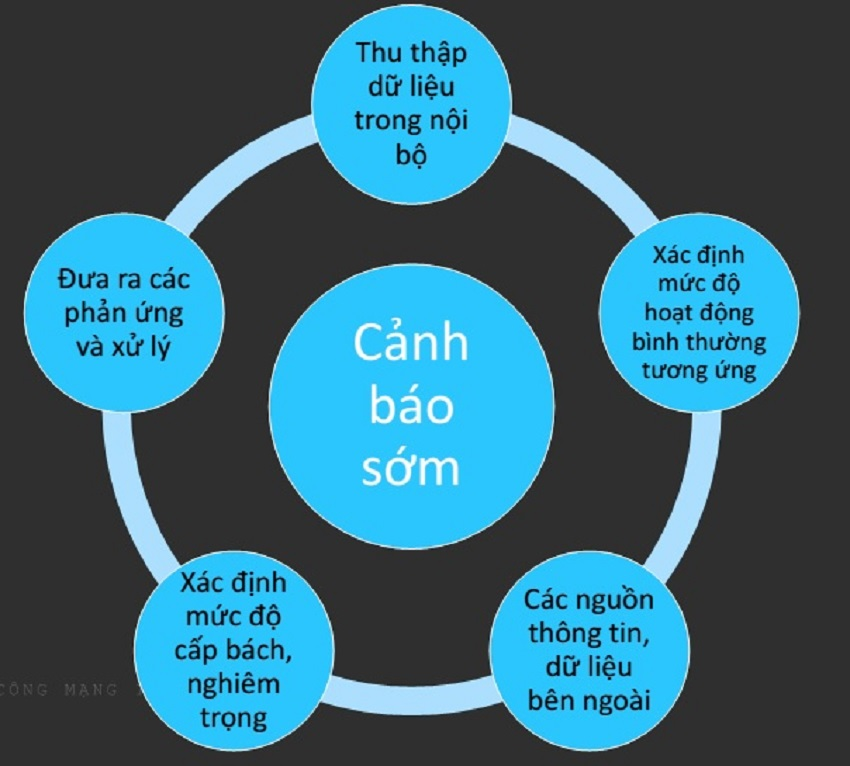 Thu thập
dữ liệu
trong nội
bộ
Xác định
mức độ
hoạt động
bình thường
tương ứng
Các nguồn
thông tin,
dữ liệu
bên ngoài
Xác định
mức độ
cấp bách,
nghiêm
trọng
Đưa ra các
phản ứng
và xử lý
Cảnh
báo
sớm
CÔNG MẠNG